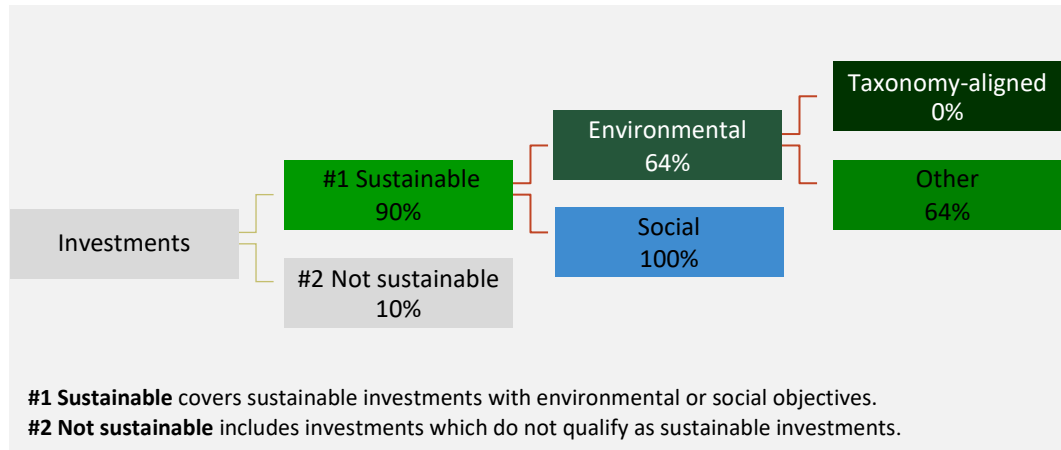 Taxonomy-aligned
0%
Environmental
64%
#1 Sustainable
90%
Other
64%
Investments
Social
100%
#2 Not sustainable
10%
#1 Sustainable covers sustainable investments with environmental or social objectives.
#2 Not sustainable includes investments which do not qualify as sustainable investments.